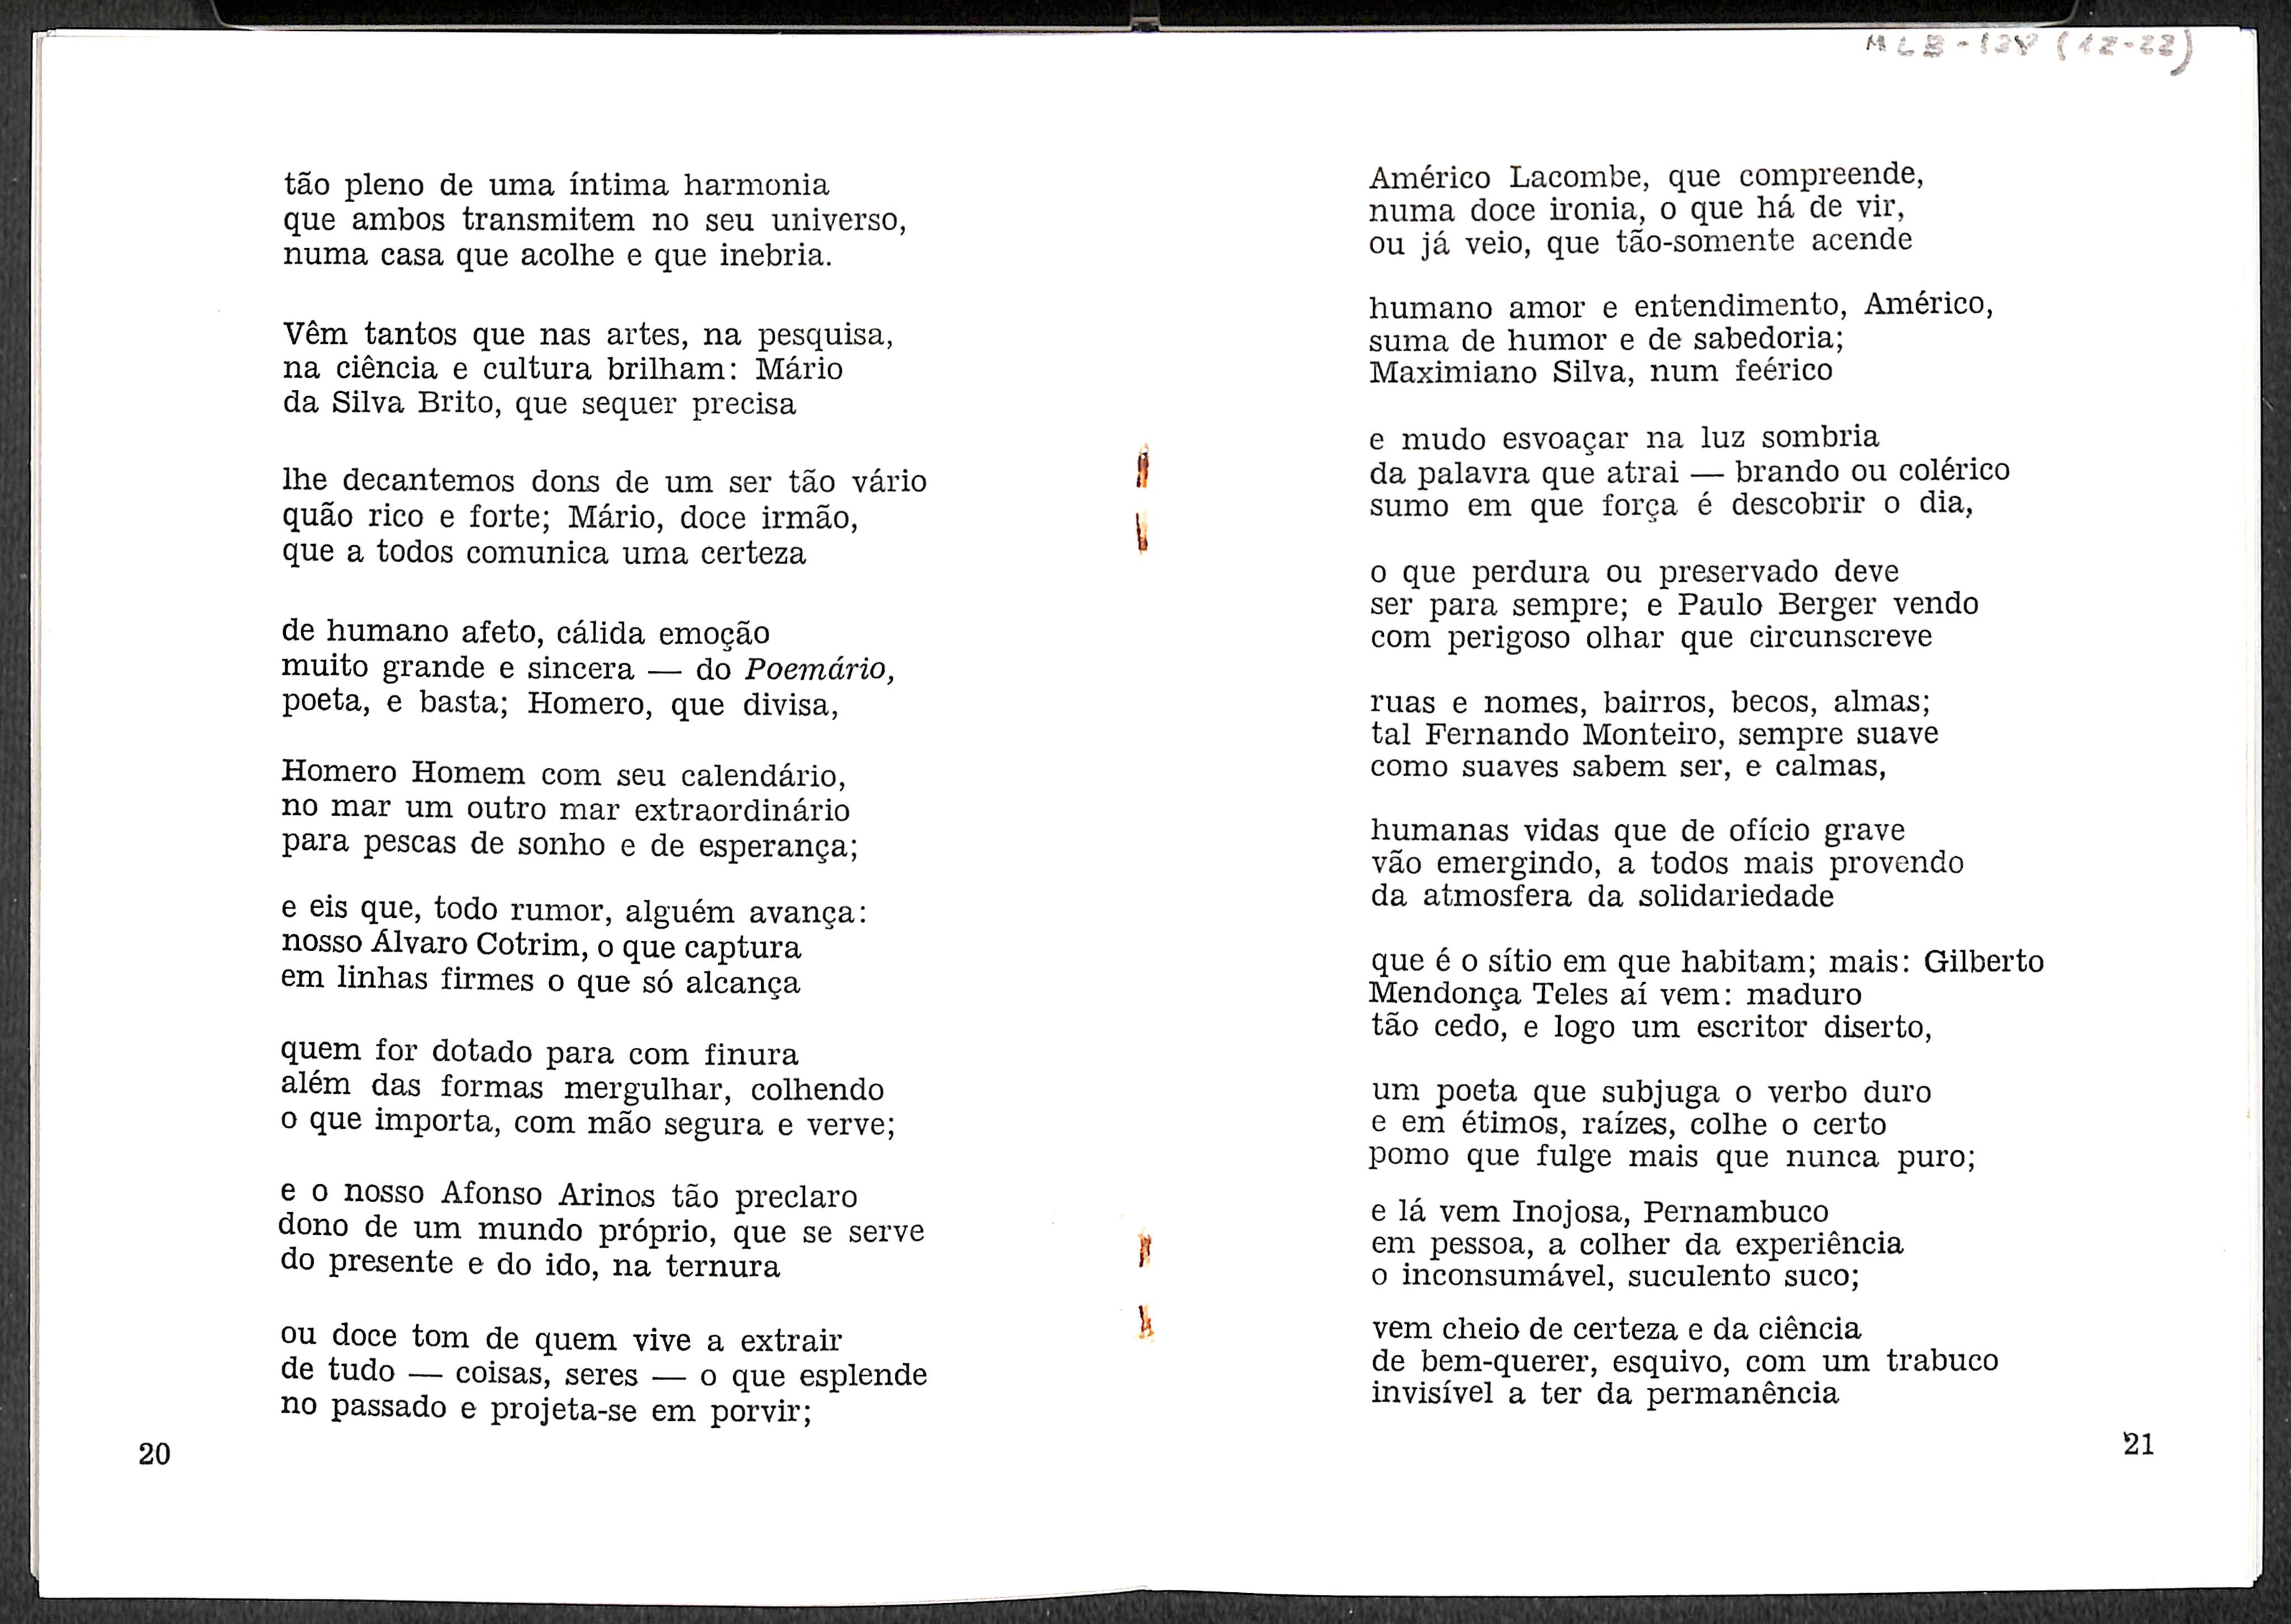 MLB-138 (12-22)
tão pleno de uma íntima harmonia
que ambos transmitem no seu universo,
numa casa que acolhe e que inebria.
Vêm tantos que nas artes, na pesquisa,
na ciência e cultura brilham: Mário
da Silva Brito, que sequer precisa
lhe decantemos dons de um ser tão vário
quão rico e forte; Mário, doce irmão,
que a todos comunica uma certeza
de humano afeto, cálida emoção
muito grande e sincera — do Poemário,
poeta, e basta; Homero, que divisa,
Homero Homem com seu calendário,
no mar um outro mar extraordinário
para pescas de sonho e de esperança;
e eis que, todo rumor, alguém avança:
nosso Álvaro Cotrim, o que captura
em linhas firmes o que só alcança
quem for dotado para com finura
além das formas mergulhar, colhendo
o que importa, com mão segura e verve;
e o nosso Afonso Arinos tão preclaro
dono de um mundo próprio, que se serve
do presente e do ido, na ternura
ou doce tom de quem vive a extrair
de tudo — coisas, seres — o que esplende
no passado e projeta-se em porvir;
20
Américo Lacombe, que compreende,
numa doce ironia, o que há de vir,
ou já veio, que tão-somente acende
humano amor e entendimento, Américo,
suma de humor e de sabedoria;
Maximiano Silva, num feérico
e mudo esvoaçar na luz sombria
da palavra que atrai — brando ou colérico
sumo em que força é descobrir o dia,
o que perdura ou preservado deve
ser para sempre; e Paulo Berger vendo
com perigoso olhar que circunscreve
ruas e nomes, bairros, becos, almas;
tal Fernando Monteiro, sempre suave
como suaves sabem ser, e calmas,
humanas vidas que de ofício grave
vão emergindo, a todos mais provendo
da atmosfera da solidariedade
que é o sítio em que habitam; mais: Gilberto
Mendonça Teles aí vem: maduro
tão cedo, e logo um escritor diserto,
um poeta que subjuga o verbo duro
e em étimos, raízes, colhe o certo
pomo que fulge mais que nunca puro;
e lá vem Inojosa, Pernambuco
em pessoa, a colher da experiência
o inconsumável, suculento suco;
vem cheio de certeza e da ciência
de bem-querer, esquivo, com um trabuco
invisível a ter da permanência
21